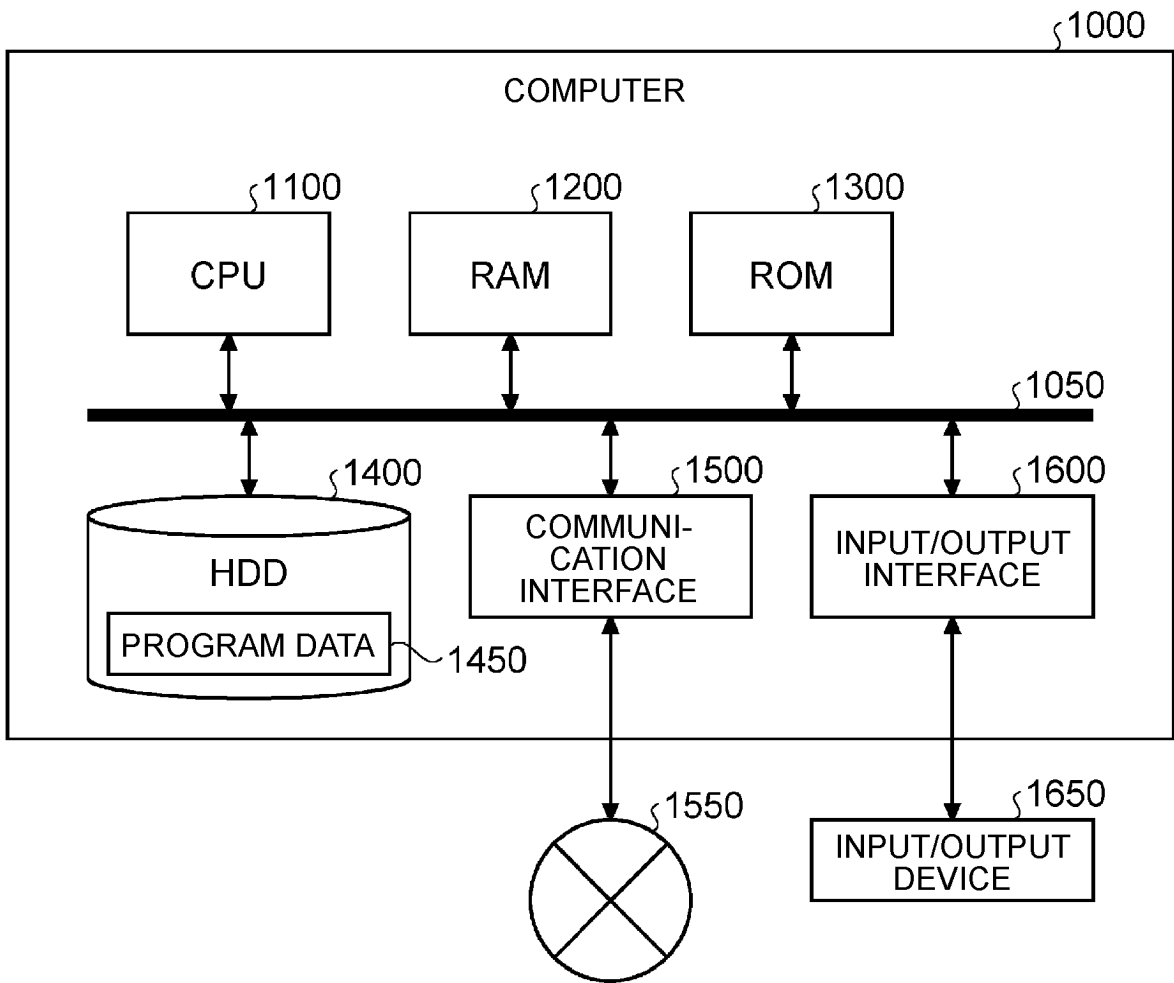 1000
COMPUTER
1100
1200
1300
CPU
RAM
ROM
1050
1400
1500
1600
HDD
COMMUNI-
CATION
INTERFACE
INPUT/OUTPUT
INTERFACE
PROGRAM DATA
1450
1550
1650
INPUT/OUTPUT
DEVICE